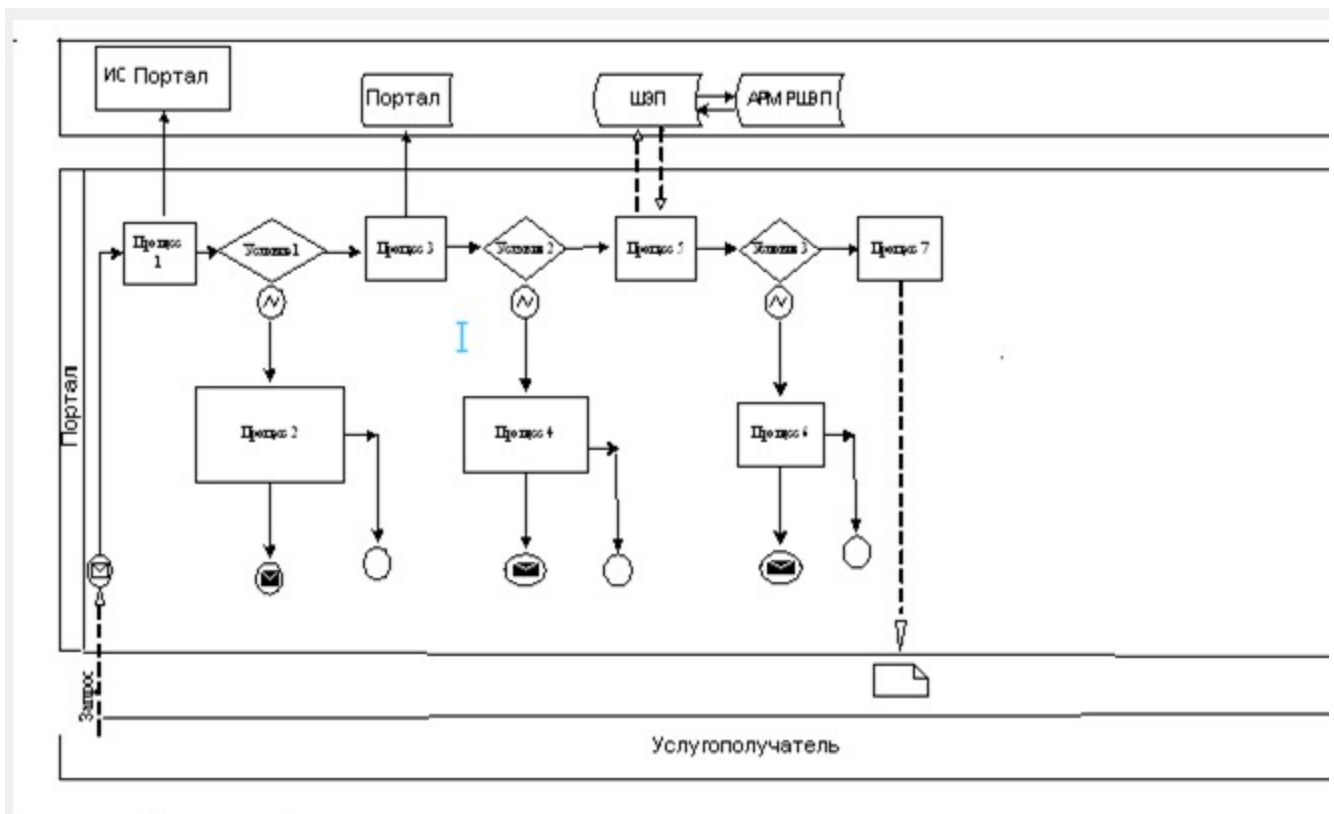 ИС Портал
Портал
ШЭП
АРМ РШЭП
Процесс
1
Условие 1
Процесс 3
Условие 2
Процесс 5
Условие 3
Процесс 7
Портал
Процесс 2
Процесс 4
Процесс 6
Запрос
Услугополучатель